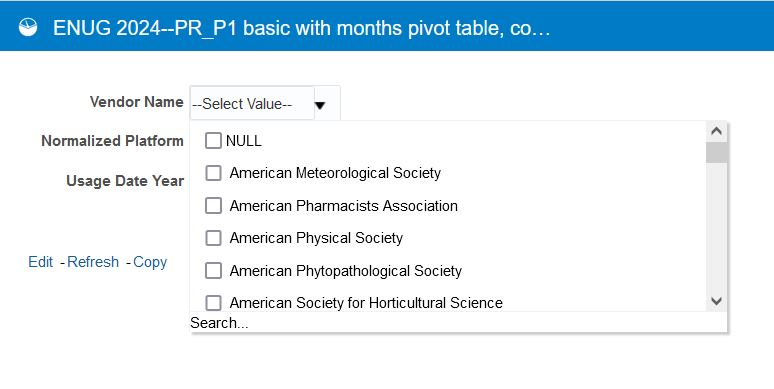 ENUG 2024--PR_P1 basic with months pivot table, co...
Vendor Name --Select Value--
Normalized Platform
Usage Date Year
NULL
American Meteorological Society
American Pharmacists Association
American Physical Society
American Phytopathological Society
American Society for Horticultural Science
Search...
Edit - Refresh - Copy